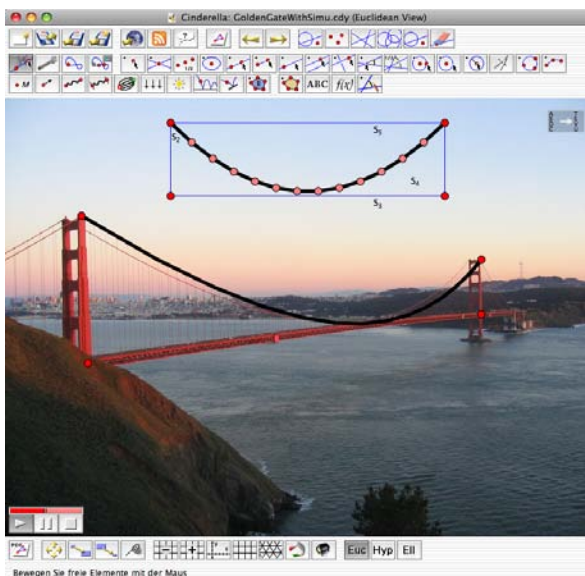 Cinderella: GoldenGateWithSimu.cdy (Euclidean View)
ABC f(x)
S₅
S₂
S₄
S₃
Euc Hyp Ell
Bewegen Sie freie Elemente mit der Maus